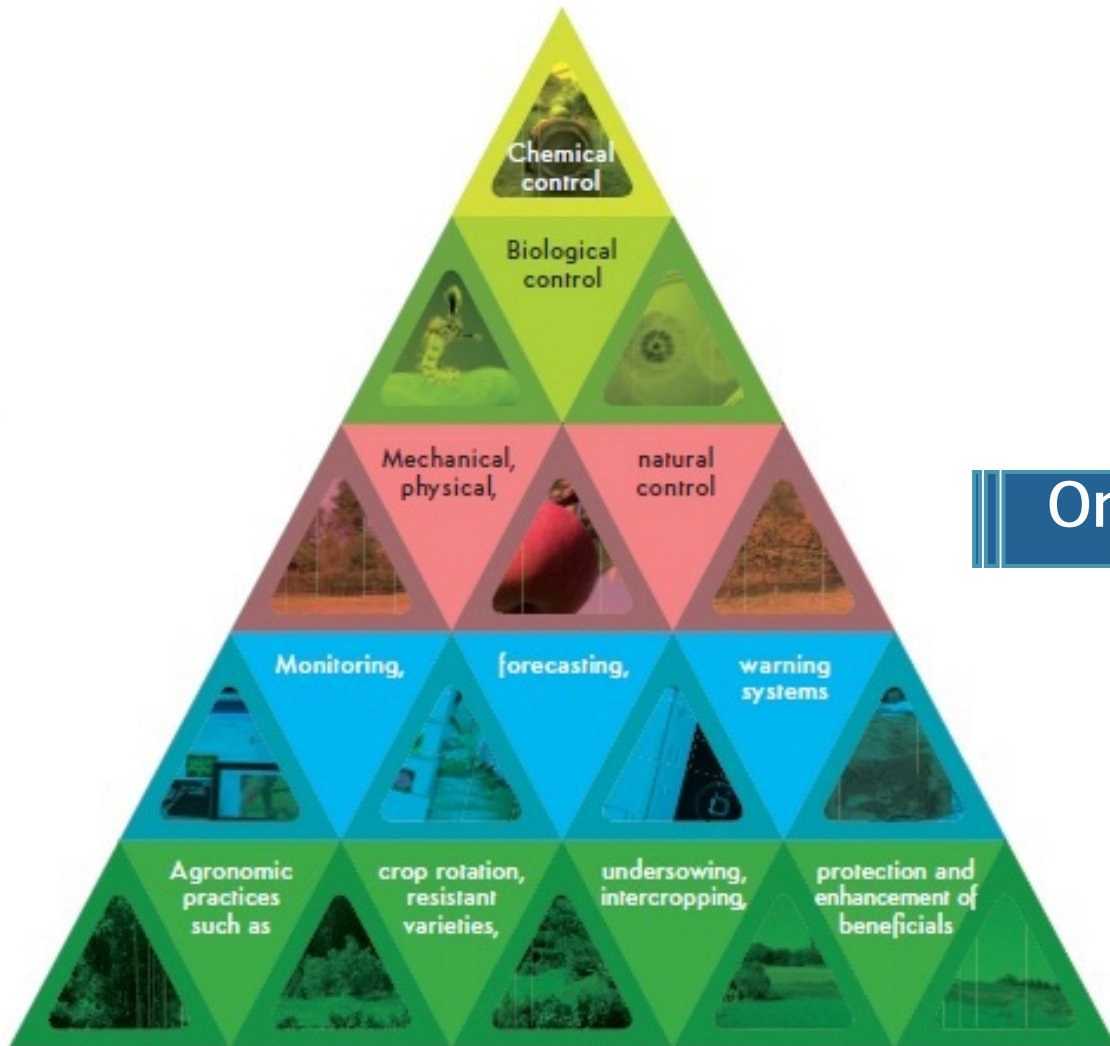 Chemical
control
Biological
control
Mechanical,
physical,
natural
control
Monitoring,
forecasting,
warning
systems
Agronomic
practices
such as
crop rotation,
resistant
varieties,
undersowing,
intercropping,
protection and
enhancement of
beneficials